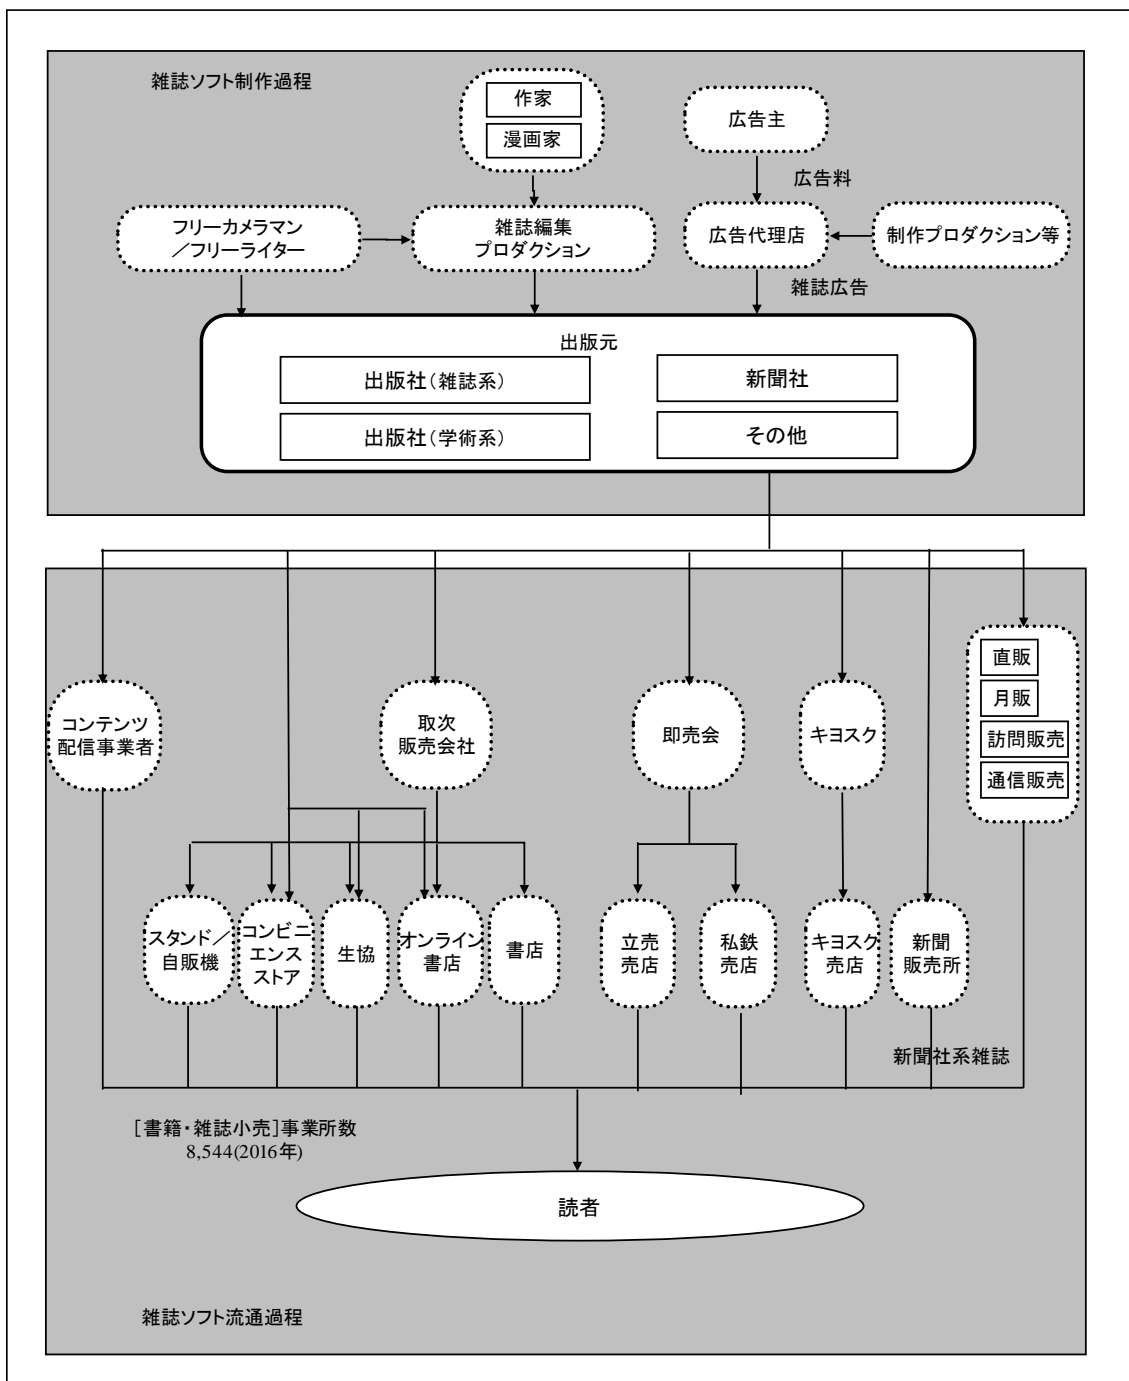 雑誌ソフト制作過程
作家
漫画家
広告主
広告料
フリーカメラマン
／フリーライター
雑誌編集
プロダクション
広告代理店
制作プロダクション等
雑誌広告
出版元
出版社（雑誌系）
新聞社
出版社（学術系）
その他
直販
月販
訪問販売
通信販売
コンテンツ
配信事業者
取次
販売会社
即売会
キヨスク
スタンド／
自販機
コンビニ
エンス
ストア
生協
オンライン
書店
書店
立売
売店
私鉄
売店
キヨスク
売店
新聞
販売所
新聞社系雑誌
［書籍・雑誌小売］事業所数
8,544(2016年)
読者
雑誌ソフト流通過程